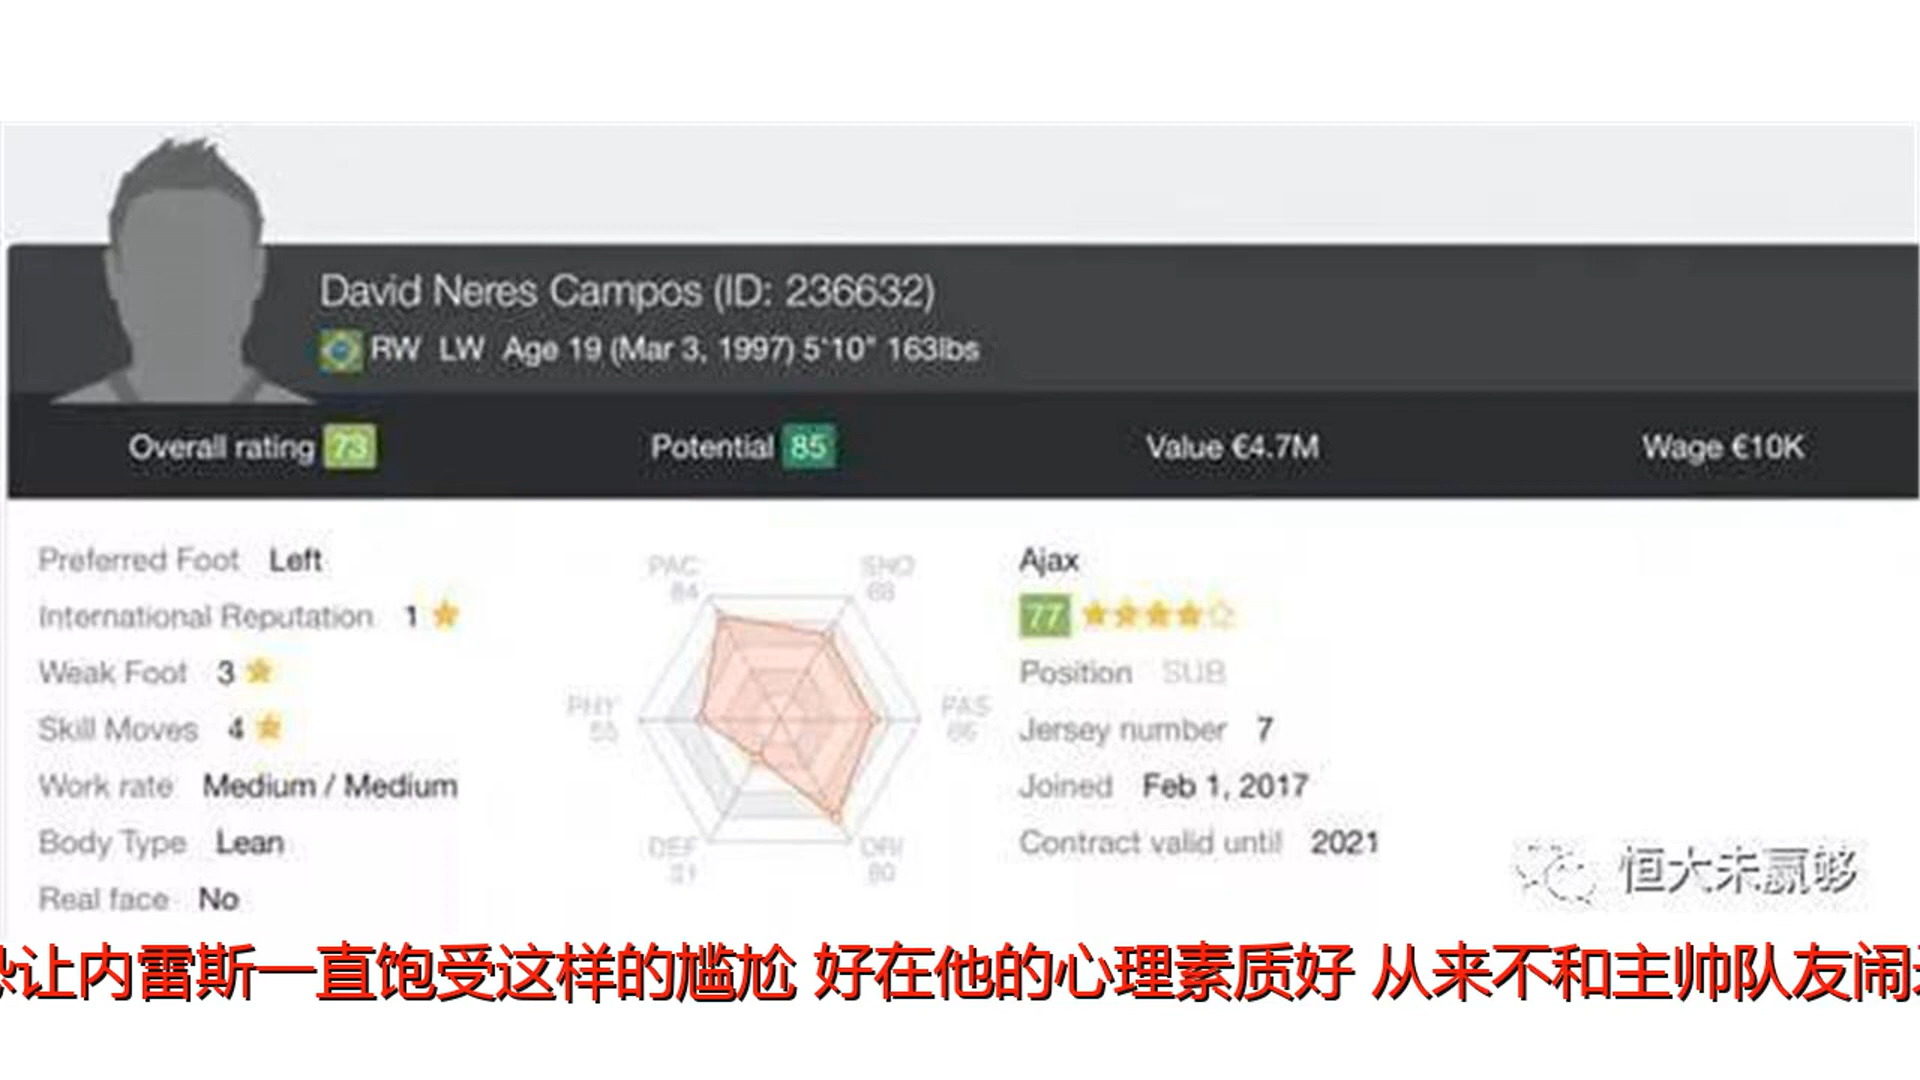 David Neres Campos (ID: 236632)
RW LW Age 19 (Mar 3, 1997) 5'10" 163lbs
Overall rating 73 Potential 85 Value €4.7M Wage €10K
Preferred Foot Left
International Reputation 1
Weak Foot 3
Skill Moves 4
Work rate Medium / Medium
Body Type Lean
Real face No
PAC
84
SHO
PAS
66
DRI
80
DEF
PHY
55
Ajax
77
Position SUB
Jersey number 7
Joined Feb 1, 2017
Contract valid until 2021
恒大未赢够
让内雷斯一直饱受这样的尴尬 好在他的心理素质好 从来不和主帅队友闹